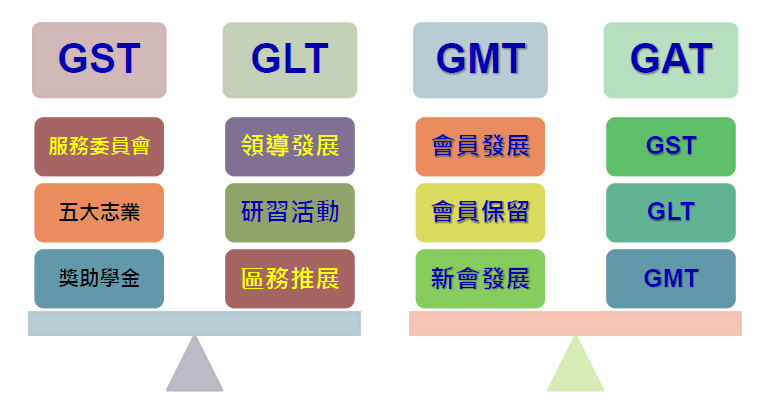 GST
GLT
GMT
GAT
服務委員會
領導發展
會員發展
GST
五大志業
研習活動
會員保留
GLT
獎助學金
區務推展
新會發展
GMT